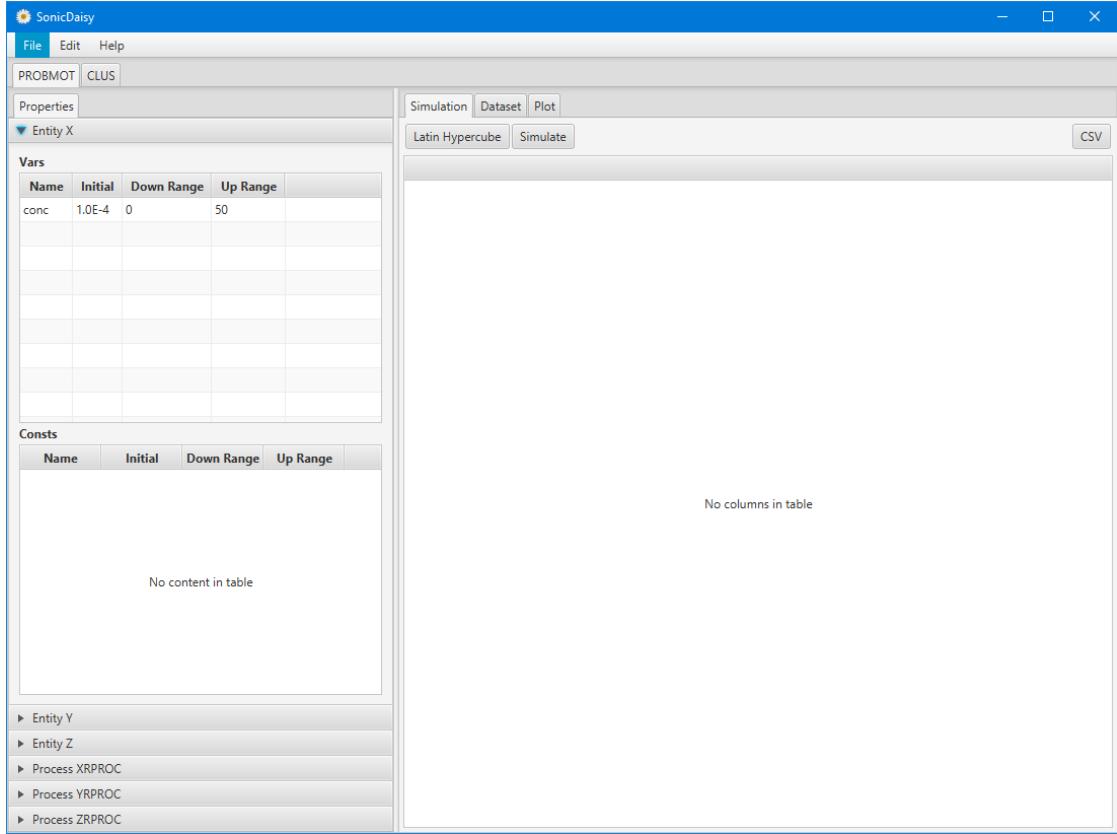 SonicDaisy
File Edit Help
PROBMOT CLUS
Properties
Entity X
Vars
Name Initial Down Range Up Range
conc 1.0E-4 0 50
Consts
Name Initial Down Range Up Range
No content in table
Entity Y
Entity Z
Process XRPROC
Process YRPROC
Process ZRPROC
Simulation Dataset Plot
Latin Hypercube Simulate CSV
No columns in table